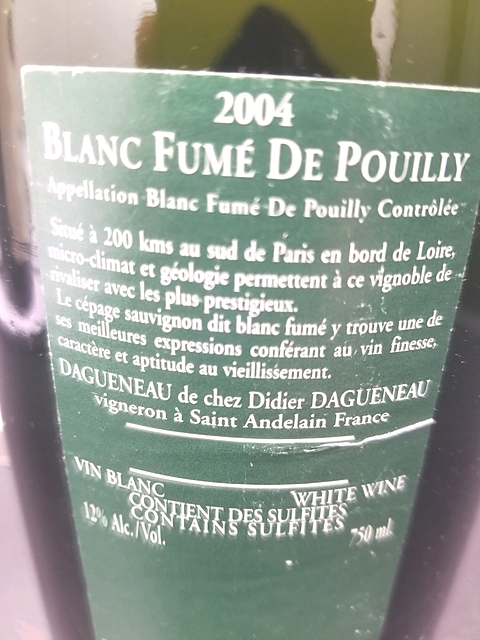 2004
BLANC FUMÉ DE POUILLY
Appellation Blanc Fumé De Pouilly Contrôlée
Situé à 200 kms au sud de Paris en bord de Loire,
micro-climat et géologie permettent à ce vignoble de
rivaliser avec les plus prestigieux.
Le cépage sauvignon dit blanc fumé y trouve une de
ses meilleures expressions conférant au vin finesse,
caractère et aptitude au vieillissement.
DAGUENEAU de chez Didier DAGUENEAU
vigneron à Saint Andelain France
VIN BLANC WHITE WINE
CONTIENT DES SULFITES
CONTAINS SULFITES
12% Alc./Vol. 750 ml.